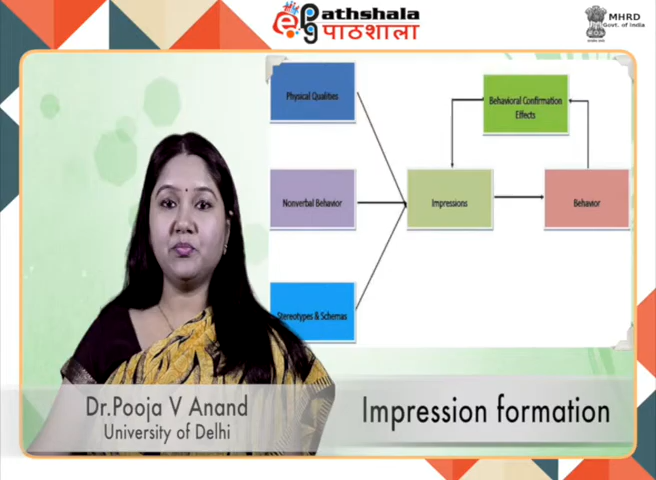 ePathshala
पाठशाला
MHRD
Govt. of India
Physical Qualities
Behavioral Confirmation
Effects
Nonverbal Behavior
Impressions
Behavior
Stereotypes & Schemas
Dr.Pooja V Anand
University of Delhi
Impression formation